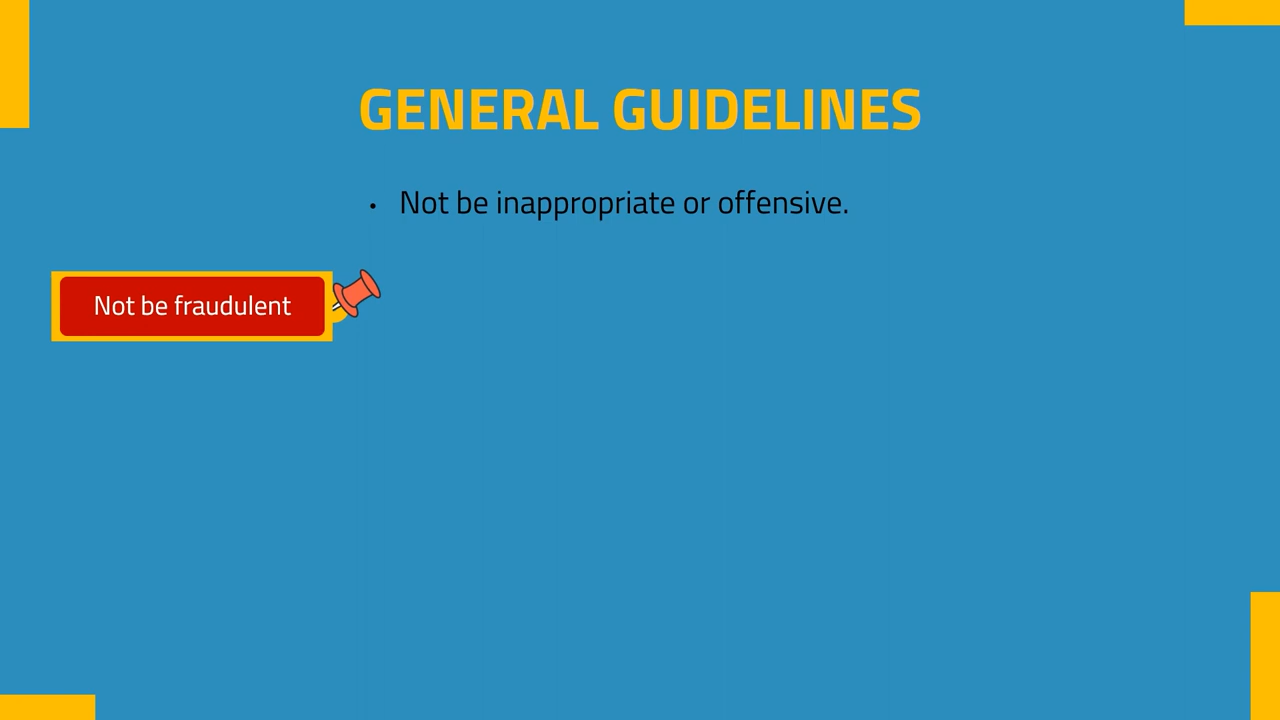 GENERAL GUIDELINES
• Not be inappropriate or offensive.
Not be fraudulent